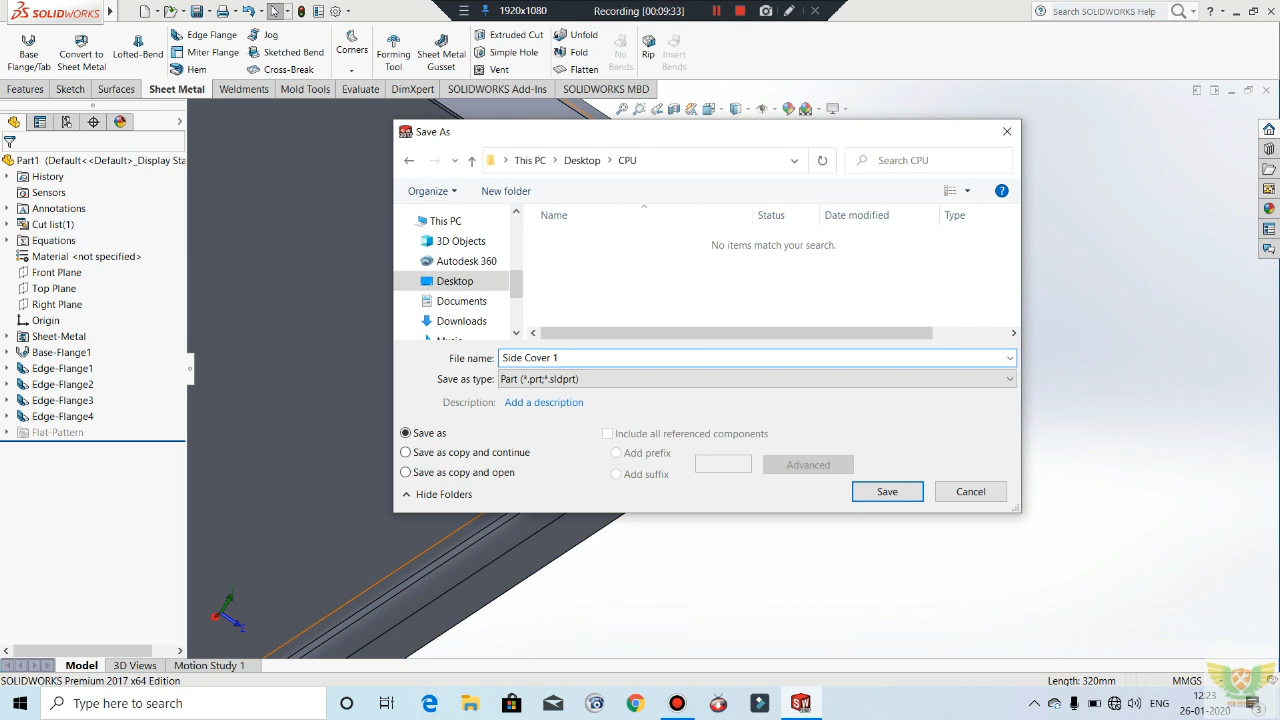 SOLIDWORKS
1920x1080
Recording [00:09:33]
Search SOLIDWORKS Help
Base Flange/Tab
Convert to Sheet Metal
Lofted-Bend
Edge Flange
Miter Flange
Hem
Jog
Sketched Bend
Cross-Break
Corners
Forming Tool
Sheet Metal Gusset
Extruded Cut
Simple Hole
Vent
Unfold
Fold
Flatten
No Bends
Rip
Insert Bends
Features Sketch Surfaces Sheet Metal Weldments Mold Tools Evaluate DimXpert SOLIDWORKS Add-Ins SOLIDWORKS MBD
Part1 (Default<<Default>_Display Sta
History
Sensors
Annotations
Cut list(1)
Equations
Material <not specified>
Front Plane
Top Plane
Right Plane
Origin
Sheet-Metal
Base-Flange1
Edge-Flange1
Edge-Flange2
Edge-Flange3
Edge-Flange4
Flat-Pattern
Save As
This PC > Desktop > CPU
Search CPU
Organize
New folder
This PC
3D Objects
Autodesk 360
Desktop
Documents
Downloads
Music
Name Status Date modified Type
No items match your search.
File name: Side Cover 1
Save as type: Part (*.prt;*.sldprt)
Description: Add a description
Save as
Save as copy and continue
Save as copy and open
Include all referenced components
Add prefix
Add suffix
Advanced
Hide Folders
Save
Cancel
Z
Model 3D Views Motion Study 1
SOLIDWORKS Premium 2017 x64 Edition
Length: 320mm
MMGS
Type here to search
ENG
12:23
26-01-2020
3